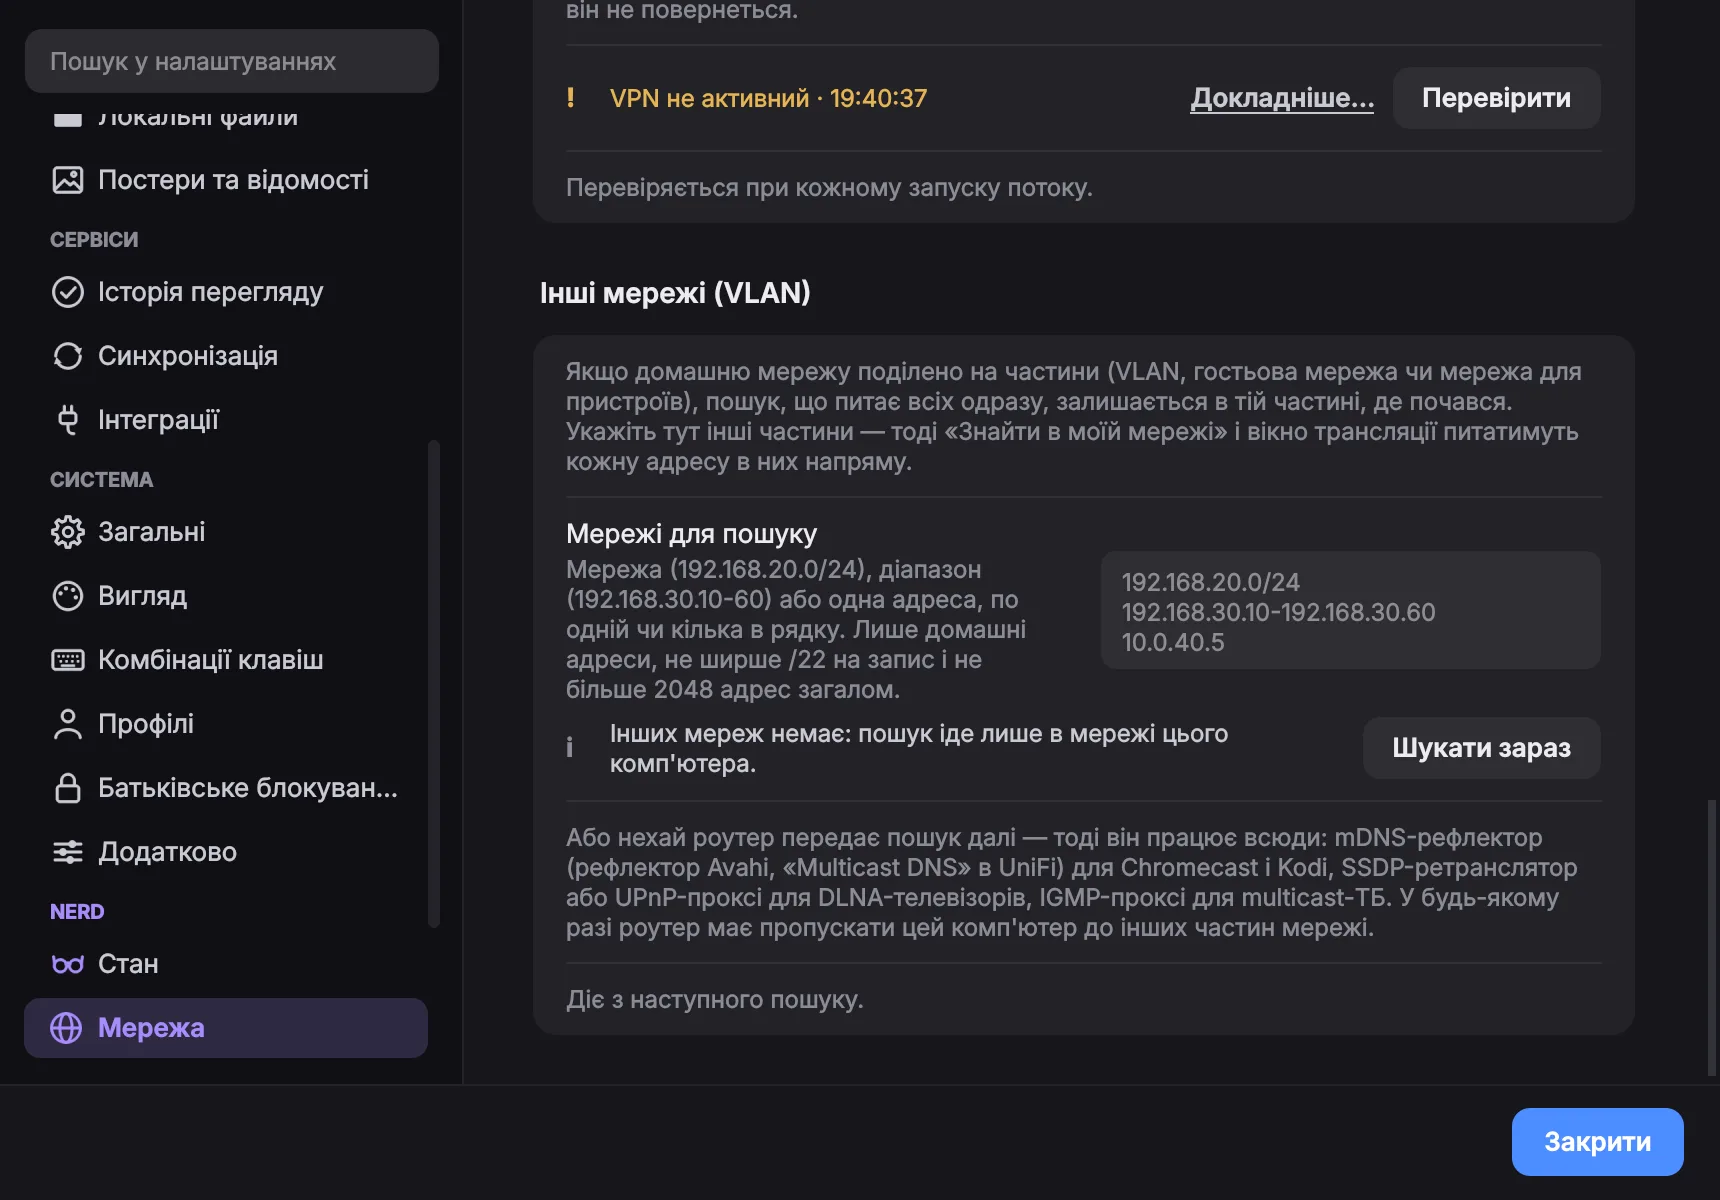 Пошук у налаштуваннях
Локальні файли
Постери та відомості
СЕРВІСИ
Історія перегляду
Синхронізація
Інтеграції
СИСТЕМА
Загальні
Вигляд
Комбінації клавіш
Профілі
Батьківське блокуван...
Додатково
NERD
Стан
Мережа
він не повернеться.
! VPN не активний · 19:40:37
Докладніше...
Перевірити
Перевіряється при кожному запуску потоку.
Інші мережі (VLAN)
Якщо домашню мережу поділено на частини (VLAN, гостьова мережа чи мережа для
пристроїв), пошук, що питає всіх одразу, залишається в тій частині, де почався.
Укажіть тут інші частини — тоді «Знайти в моїй мережі» і вікно трансляції питатимуть
кожну адресу в них напряму.
Мережі для пошуку
Мережа (192.168.20.0/24), діапазон
(192.168.30.10-60) або одна адреса, по
одній чи кілька в рядку. Лише домашні
адреси, не ширше /22 на запис і не
більше 2048 адрес загалом.
192.168.20.0/24
192.168.30.10-192.168.30.60
10.0.40.5
i Інших мереж немає: пошук іде лише в мережі цього
комп'ютера.
Шукати зараз
Або нехай роутер передає пошук далі — тоді він працює всюди: mDNS-рефлектор
(рефлектор Avahi, «Multicast DNS» в UniFi) для Chromecast і Kodi, SSDP-ретранслятор
або UPnP-проксі для DLNA-телевізорів, IGMP-проксі для multicast-ТБ. У будь-якому
разі роутер має пропускати цей комп'ютер до інших частин мережі.
Діє з наступного пошуку.
Закрити